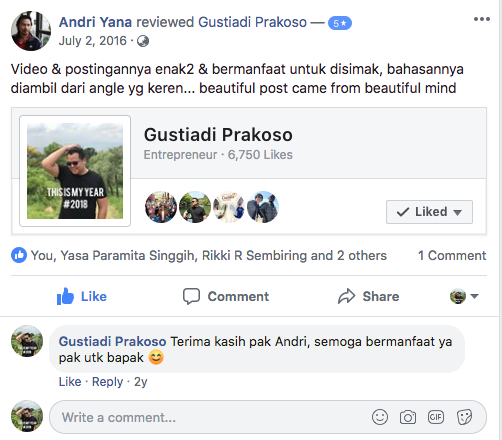 Andri Yana reviewed Gustiadi Prakoso — 5★
July 2, 2016 ·
Video & postingannya enak2 & bermanfaat untuk disimak, bahasannya
diambil dari angle yg keren... beautiful post came from beautiful mind
THIS IS MY YEAR
#2018
Gustiadi Prakoso
Entrepreneur · 6,750 Likes
Liked
You, Yasa Paramita Singgih, Rikki R Sembiring and 2 others
1 Comment
Like Comment Share
Gustiadi Prakoso Terima kasih pak Andri, semoga bermanfaat ya
pak utk bapak 😊
Like · Reply · 2y
Write a comment...
GIF